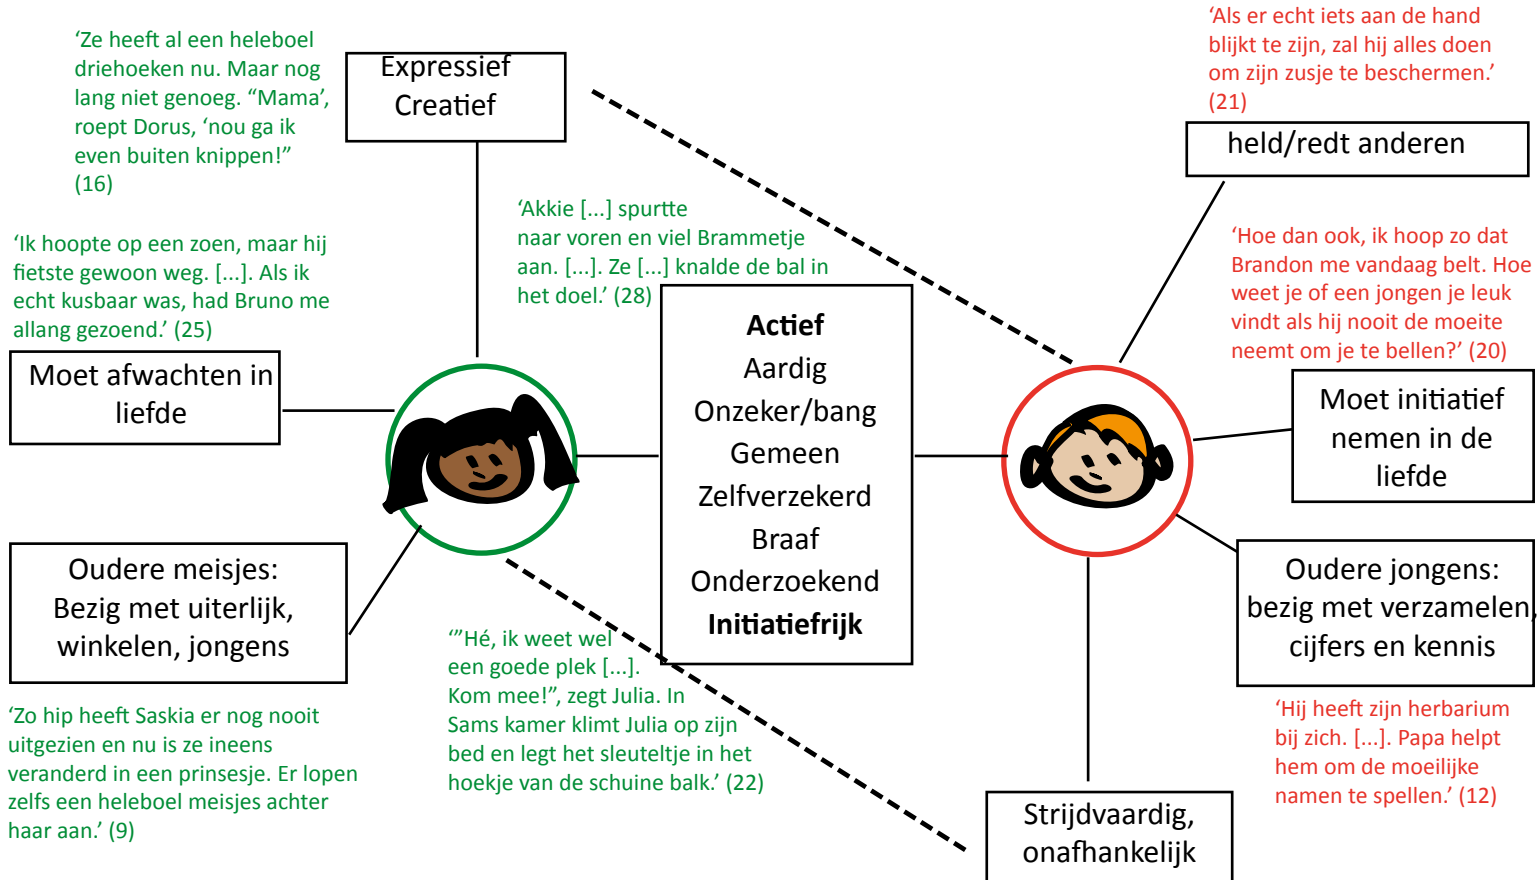 ‘Ze heeft al een heleboel
driehoeken nu. Maar nog
lang niet genoeg. “Mama’,
roept Dorus, ‘nou ga ik
even buiten knippen!”
(16)
Expressief
Creatief
‘Als er echt iets aan de hand
blijkt te zijn, zal hij alles doen
om zijn zusje te beschermen.’
(21)
held/redt anderen
‘Ik hoopte op een zoen, maar hij
fietste gewoon weg. [...]. Als ik
echt kusbaar was, had Bruno me
allang gezoend.’ (25)
Moet afwachten in
liefde
‘Akkie [...] spurtte
naar voren en viel Brammetje
aan. [...]. Ze [...] knalde de bal in
het doel.’ (28)
Actief
Aardig
Onzeker/bang
Gemeen
Zelfverzekerd
Braaf
Onderzoekend
Initiatiefrijk
‘Hoe dan ook, ik hoop zo dat
Brandon me vandaag belt. Hoe
weet je of een jongen je leuk
vindt als hij nooit de moeite
neemt om je te bellen?’ (20)
Moet initiatief
nemen in de
liefde
Oudere meisjes:
Bezig met uiterlijk,
winkelen, jongens
‘Zo hip heeft Saskia er nog nooit
uitgezien en nu is ze ineens
veranderd in een prinsesje. Er lopen
zelfs een heleboel meisjes achter
haar aan.’ (9)
‘”Hé, ik weet wel
een goede plek [...].
Kom mee!”, zegt Julia. In
Sams kamer klimt Julia op zijn
bed en legt het sleuteltje in het
hoekje van de schuine balk.’ (22)
Oudere jongens:
bezig met verzamelen,
cijfers en kennis
‘Hij heeft zijn herbarium
bij zich. [...]. Papa helpt
hem om de moeilijke
namen te spellen.’ (12)
Strijdvaardig,
onafhankelijk